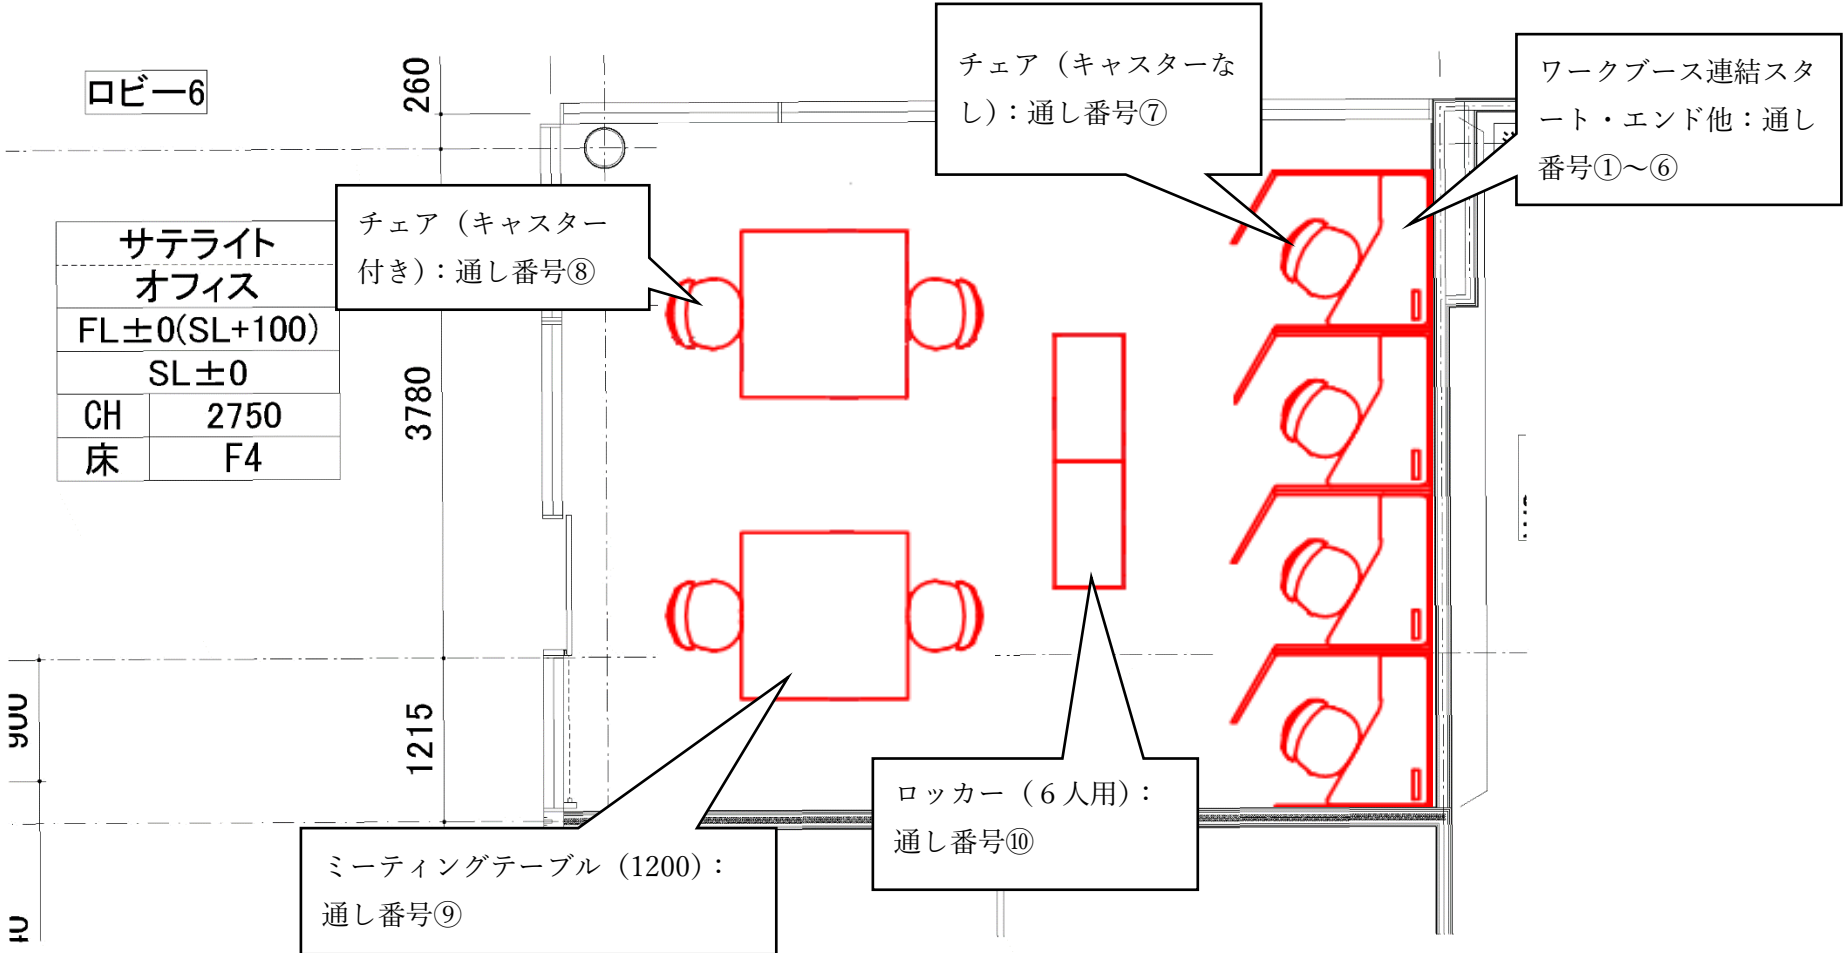 ロビー6
260
チェア（キャスターな
し）：通し番号⑦
ワークブース連結スタ
ート・エンド他：通し
番号①～⑥
サテライト
オフィス
FL±0(SL+100)
SL±0
CH 2750
床 F4
チェア（キャスター
付き）：通し番号⑧
3780
900
1215
ロッカー（６人用）：
通し番号⑩
ミーティングテーブル（1200）：
通し番号⑨